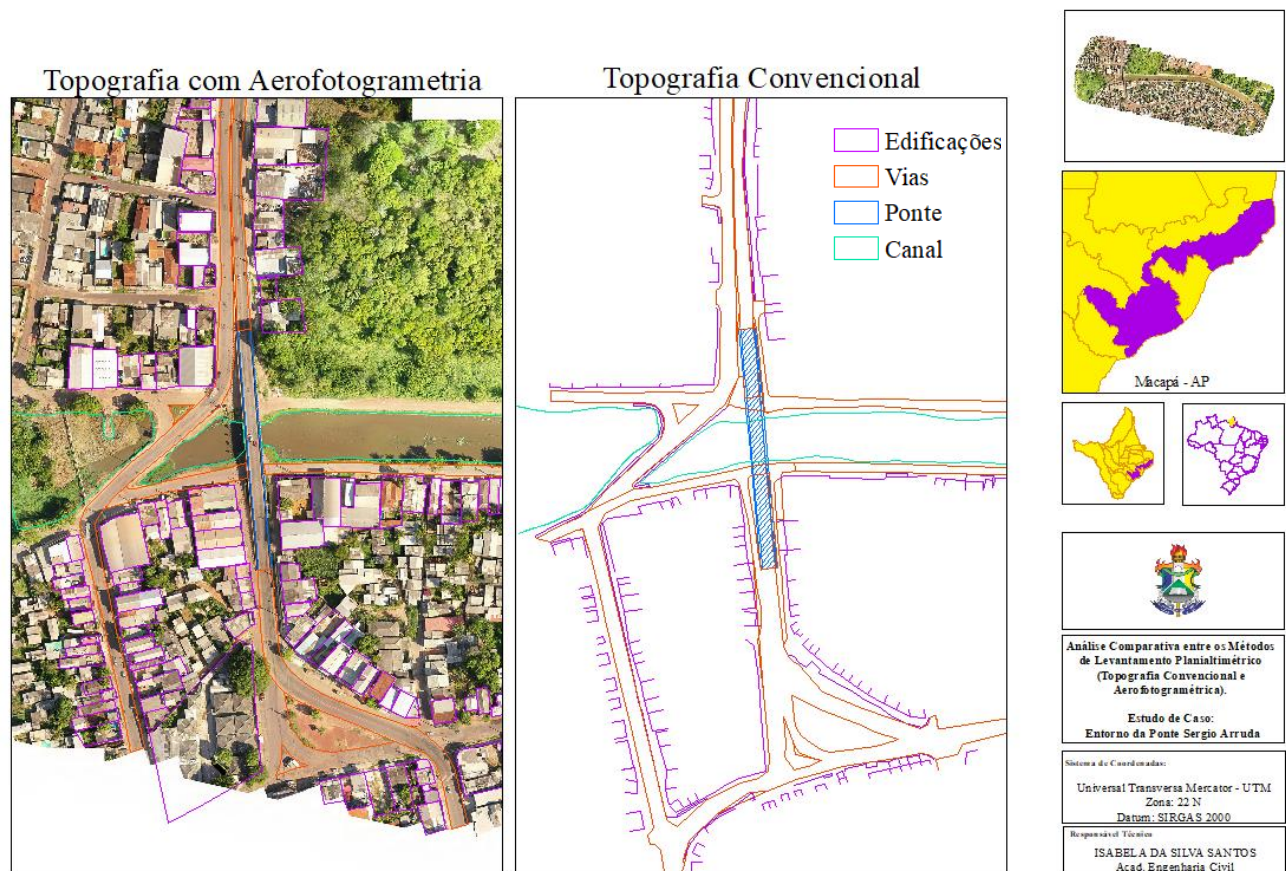 Topografia com Aerofotogrametria
Topografia Convencional
Edificações
Vias
Ponte
Canal
Macapá - AP
Análise Comparativa entre os Métodos
de Levantamento Planialtimétrico
(Topografia Convencional e
Aerofotogramétrica).
Estudo de Caso:
Entorno da Ponte Sergio Arruda
Sistema de Coordenadas:
Universal Transversa Mercator - UTM
Zona: 22 N
Datum: SIRGAS 2000
Responsável Técnico
ISABELA DA SILVA SANTOS
Acad. Engenharia Civil